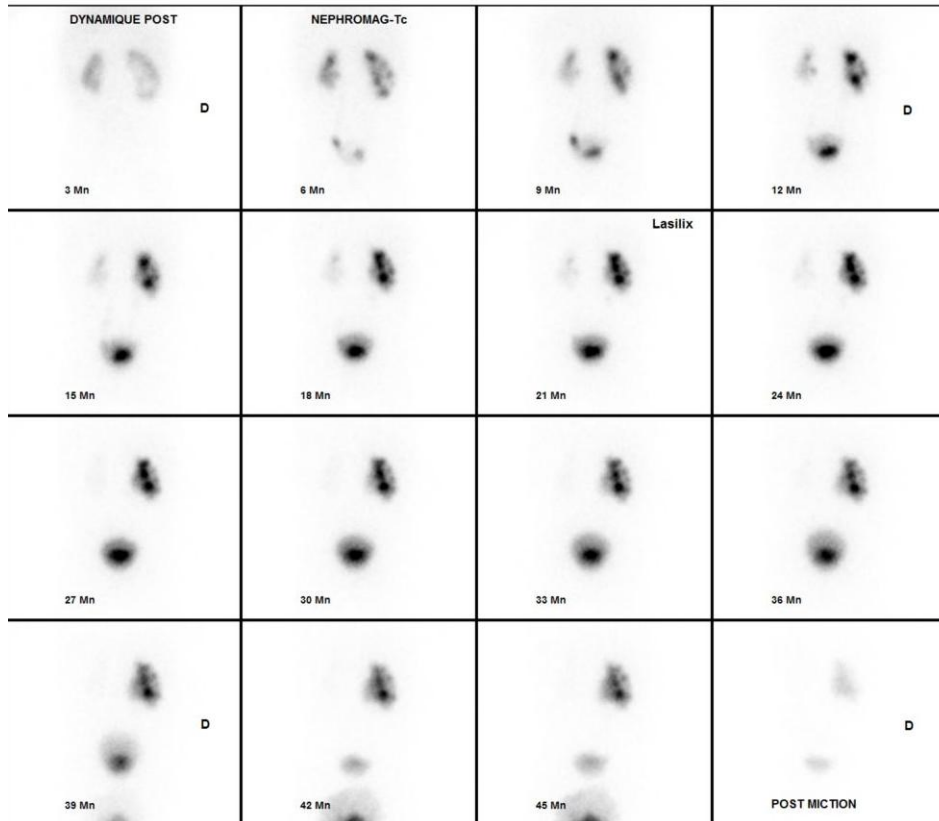 DYNAMIQUE POST NEPHROMAG-Tc
D
D
3 Mn
6 Mn
9 Mn
12 Mn
Lasilix
15 Mn
18 Mn
21 Mn
24 Mn
27 Mn
30 Mn
33 Mn
36 Mn
D
D
39 Mn
42 Mn
45 Mn
POST MICTION